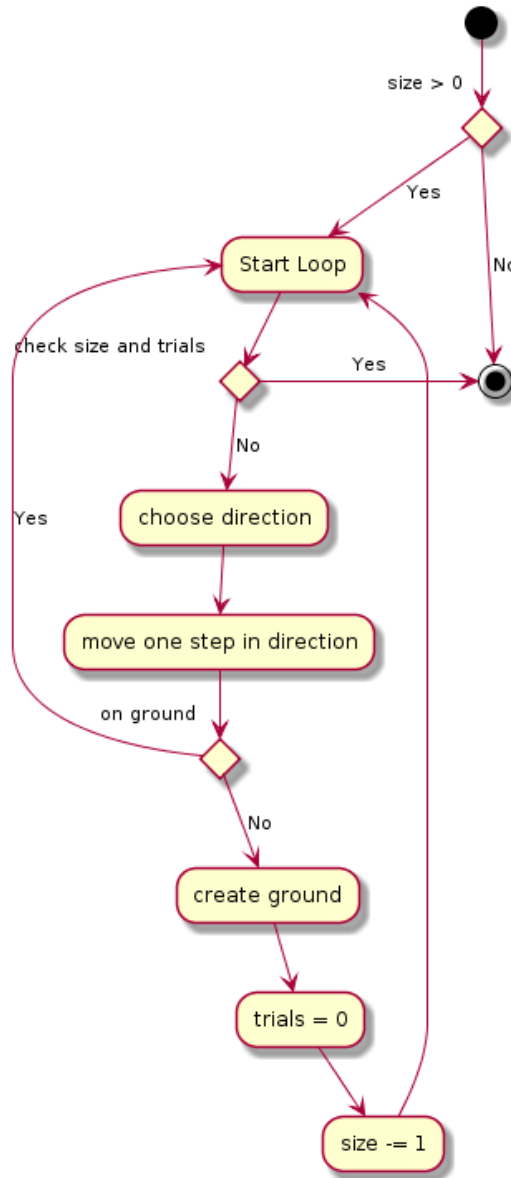 size > 0
Yes
No
Start Loop
check size and trials
Yes
No
choose direction
Yes
move one step in direction
on ground
No
create ground
trials = 0
size -= 1